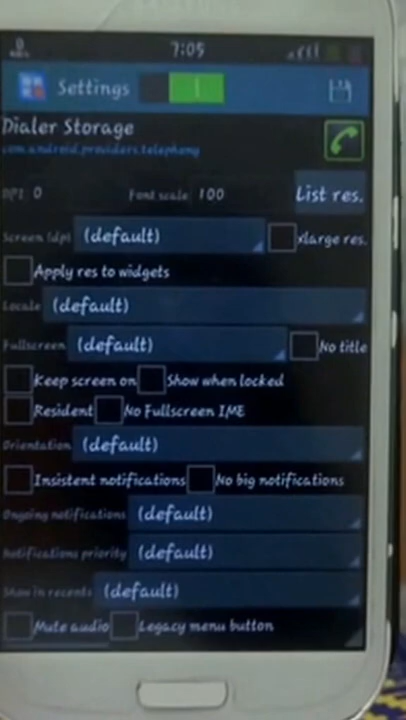 7:05
Settings
Dialer Storage
com.android.providers.telephony
DPI 0 Font scale 100 List res.
Screen (dp) (default) xlarge res.
Apply res to widgets
Locale (default)
Fullscreen (default) No title
Keep screen on Show when locked
Resident No Fullscreen IME
Orientation (default)
Insistent notifications No big notifications
Ongoing notifications (default)
Notifications priority (default)
Show in recents (default)
Mute audio Legacy menu button